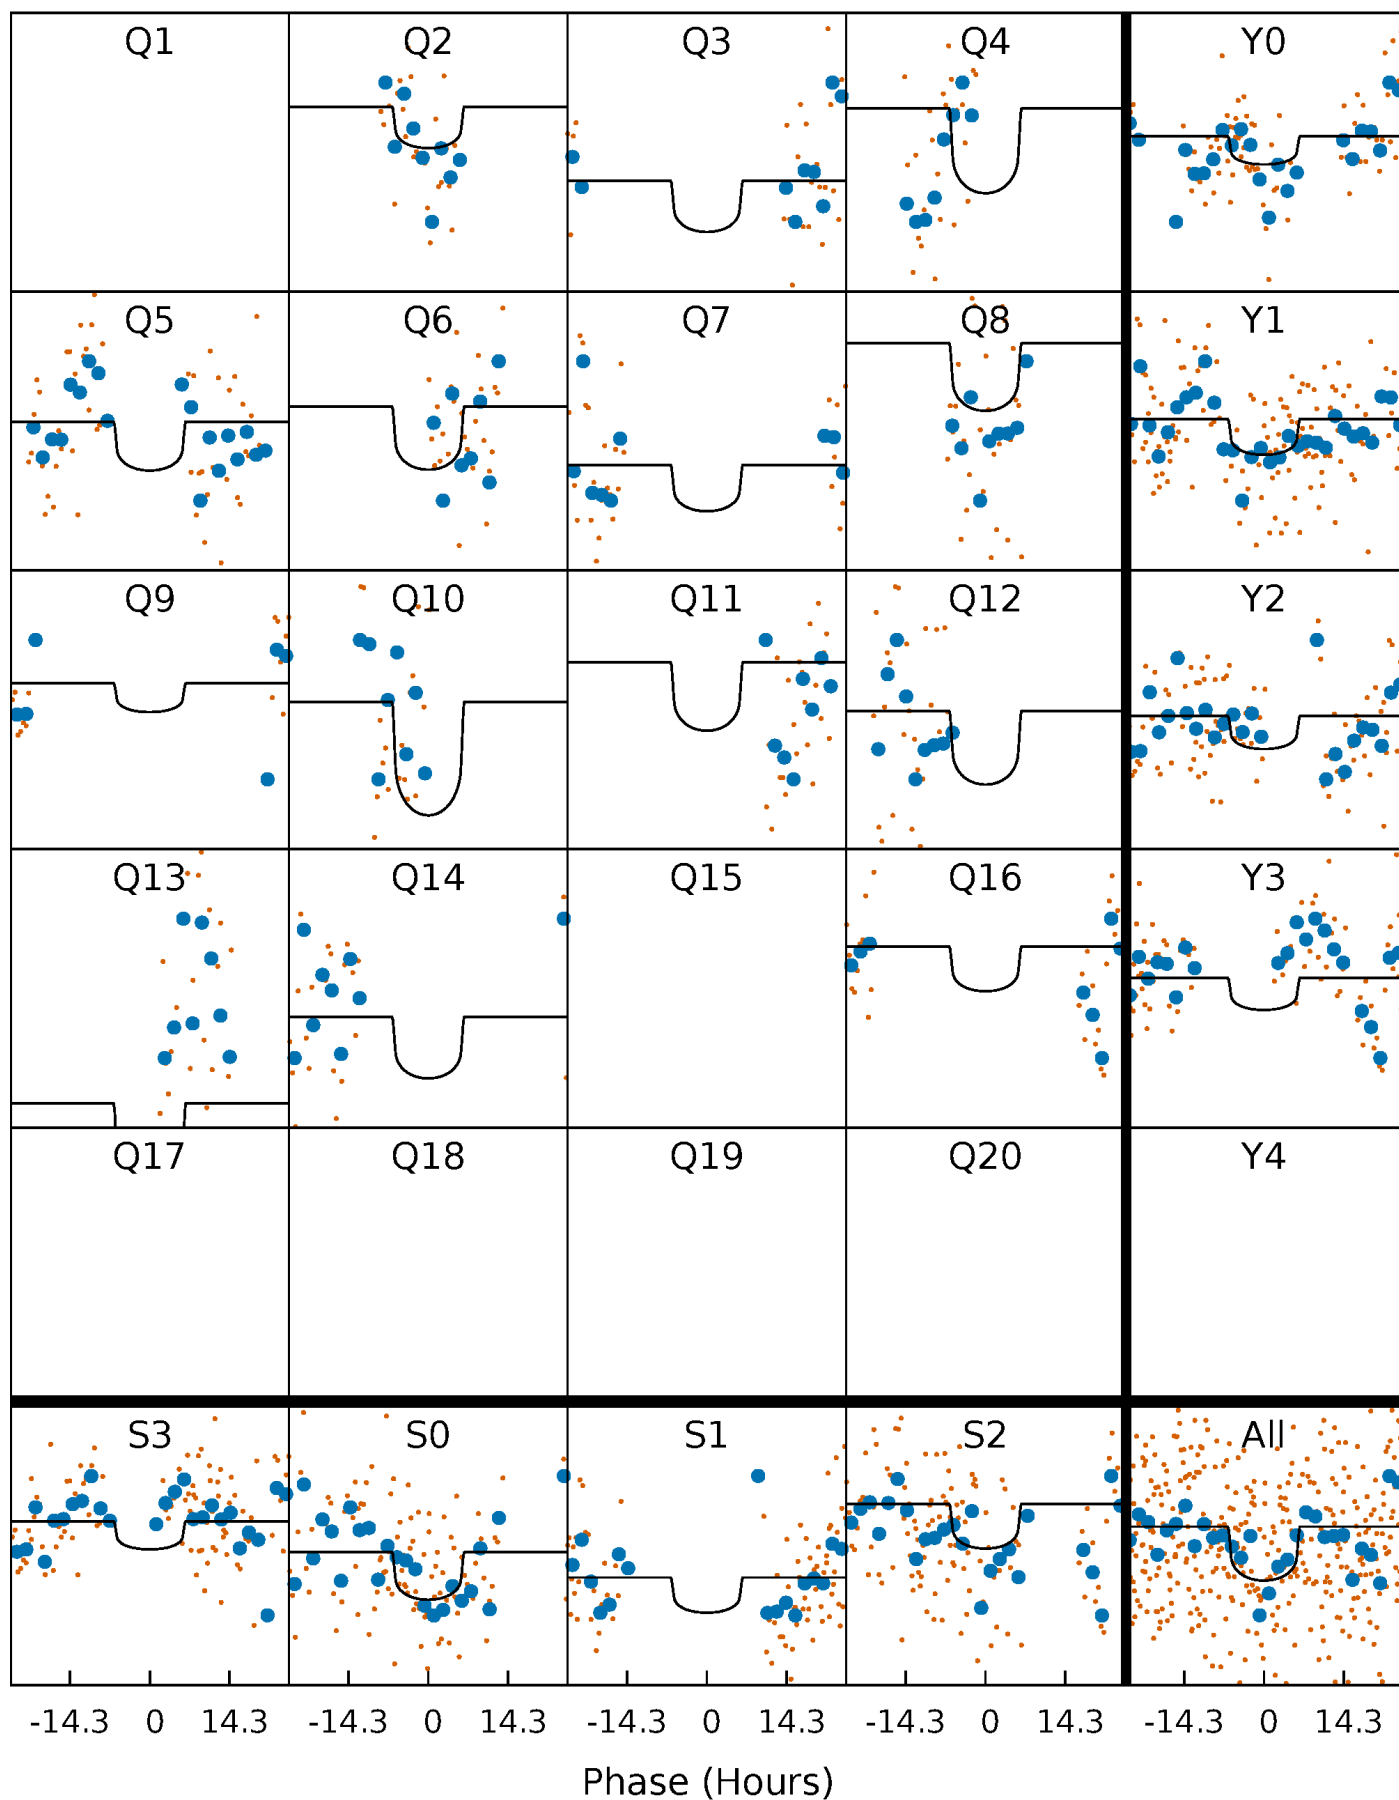 Q1 Q2 Q3 Q4 Y0
Q5 Q6 Q7 Q8 Y1
Q9 Q10 Q11 Q12 Y2
Q13 Q14 Q15 Q16 Y3
Q17 Q18 Q19 Q20 Y4
S3 S0 S1 S2 All
-14.3 0 14.3 -14.3 0 14.3 -14.3 0 14.3 -14.3 0 14.3 -14.3 0 14.3
Phase (Hours)